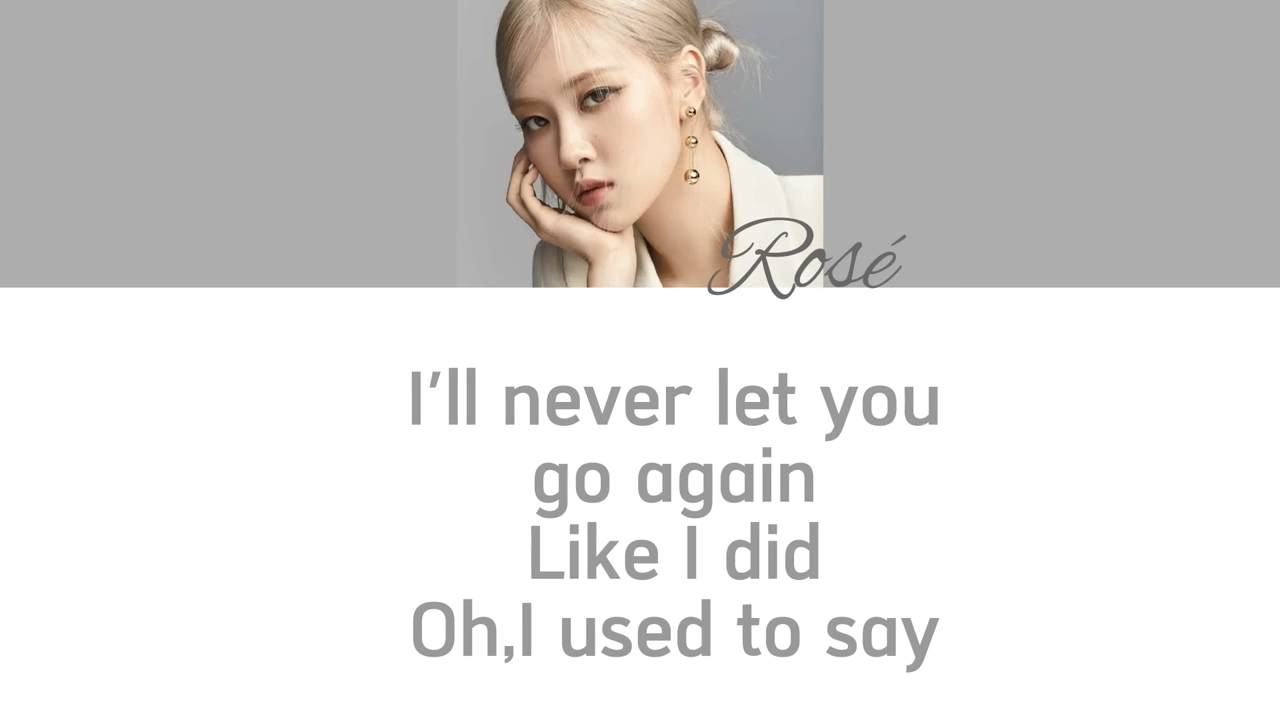 Rosé
I'll never let you
go again
Like I did
Oh,I used to say